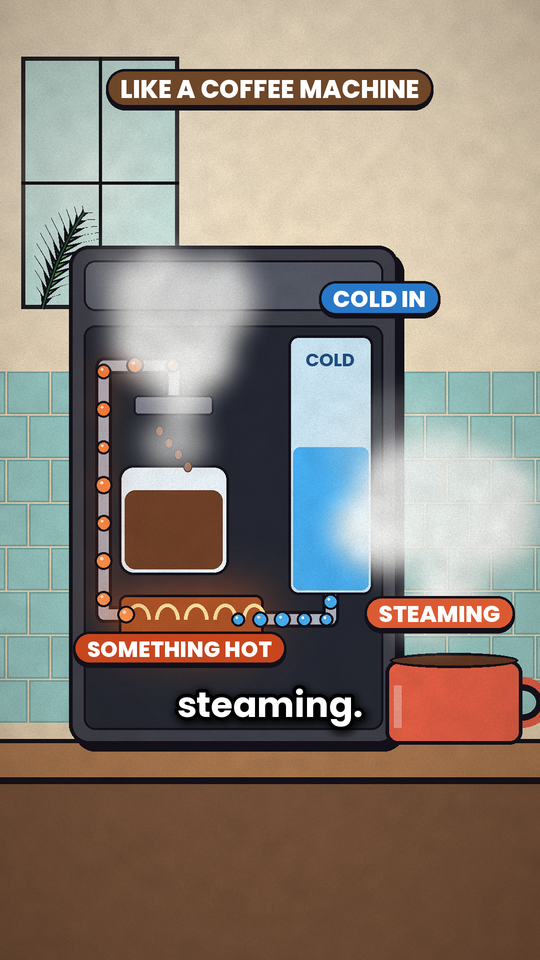 LIKE A COFFEE MACHINE
COLD IN
COLD
STEAMING
SOMETHING HOT
steaming.